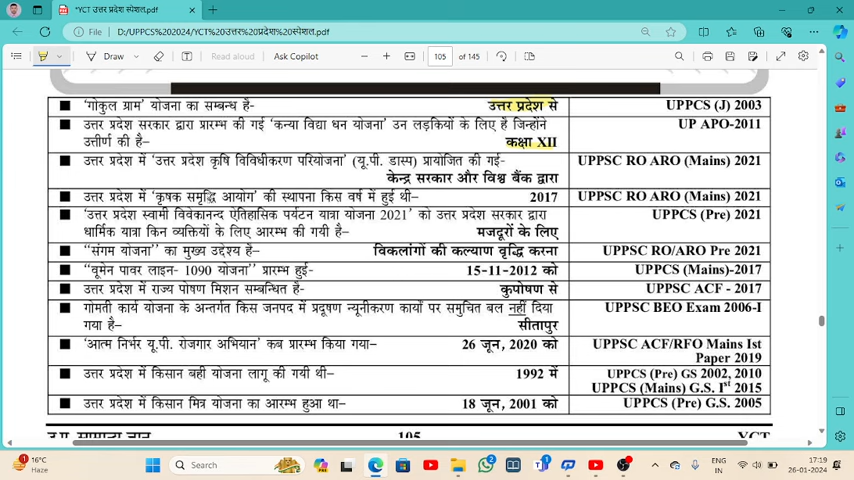 *YCT उत्तर प्रदेश स्पेशल.pdf
File D:/UPPCS%202024/YCT%20उत्तर%20प्रदेश%20स्पेशल.pdf
Draw Read aloud Ask Copilot 105 of 145
'गोकुल ग्राम' योजना का सम्बन्ध है- उत्तर प्रदेश से UPPCS (J) 2003
उत्तर प्रदेश सरकार द्वारा प्रारम्भ की गई 'कन्या विद्या धन योजना' उन लड़कियों के लिए है जिन्होंने UP APO-2011
उत्तीर्ण की है- कक्षा XII
उत्तर प्रदेश में 'उत्तर प्रदेश कृषि विविधीकरण परियोजना' (यू.पी. डास्प) प्रायोजित की गई- UPPSC RO ARO (Mains) 2021
केन्द्र सरकार और विश्व बैंक द्वारा
उत्तर प्रदेश में 'कृषक समृद्धि आयोग' की स्थापना किस वर्ष में हुई थी- 2017 UPPSC RO ARO (Mains) 2021
'उत्तर प्रदेश स्वामी विवेकानन्द ऐतिहासिक पर्यटन यात्रा योजना 2021' को उत्तर प्रदेश सरकार द्वारा UPPCS (Pre) 2021
धार्मिक यात्रा किन व्यक्तियों के लिए आरम्भ की गयी है- मजदूरों के लिए
"संगम योजना" का मुख्य उद्देश्य है- विकलांगों की कल्याण वृद्धि करना UPPSC RO/ARO Pre 2021
"वूमेन पावर लाइन- 1090 योजना" प्रारम्भ हुई- 15-11-2012 को UPPCS (Mains)-2017
उत्तर प्रदेश में राज्य पोषण मिशन सम्बन्धित है- कुपोषण से UPPSC ACF - 2017
गोमती कार्य योजना के अन्तर्गत किस जनपद में प्रदूषण न्यूनीकरण कार्यों पर समुचित बल नहीं दिया UPPSC BEO Exam 2006-I
गया है- सीतापुर
'आत्म निर्भर यू.पी. रोजगार अभियान' कब प्रारम्भ किया गया- 26 जून, 2020 को UPPSC ACF/RFO Mains Ist
Paper 2019
उत्तर प्रदेश में किसान बही योजना लागू की गयी थी- 1992 में UPPCS (Pre) GS 2002, 2010
UPPCS (Mains) G.S. Ist 2015
उत्तर प्रदेश में किसान मित्र योजना का आरम्भ हुआ था- 18 जून, 2001 को UPPCS (Pre) G.S. 2005
उ.प्र. सामान्य ज्ञान 105 YCT
16°C
Haze
Search
ENG
IN
17:19
26-01-2024